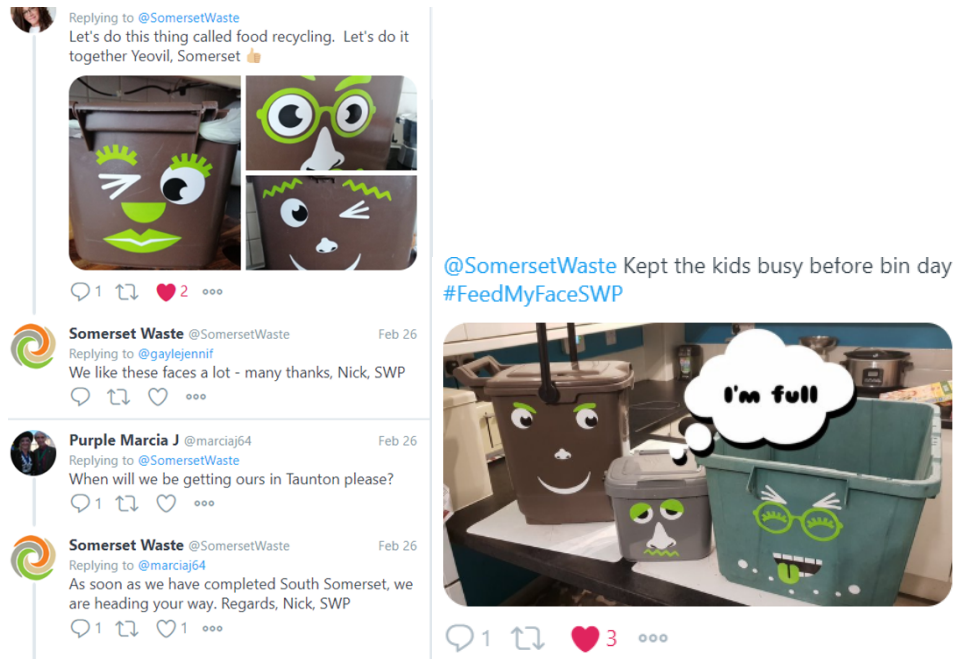 Replying to @SomersetWaste
Let's do this thing called food recycling. Let's do it
together Yeovil, Somerset 👍🏼
1 2
Somerset Waste @SomersetWaste Feb 26
Replying to @gaylejennif
We like these faces a lot - many thanks, Nick, SWP
Purple Marcia J @marciaj64 Feb 26
Replying to @SomersetWaste
When will we be getting ours in Taunton please?
1
Somerset Waste @SomersetWaste Feb 26
Replying to @marciaj64
As soon as we have completed South Somerset, we
are heading your way. Regards, Nick, SWP
1 1
@SomersetWaste Kept the kids busy before bin day
#FeedMyFaceSWP
I'm full
1 3